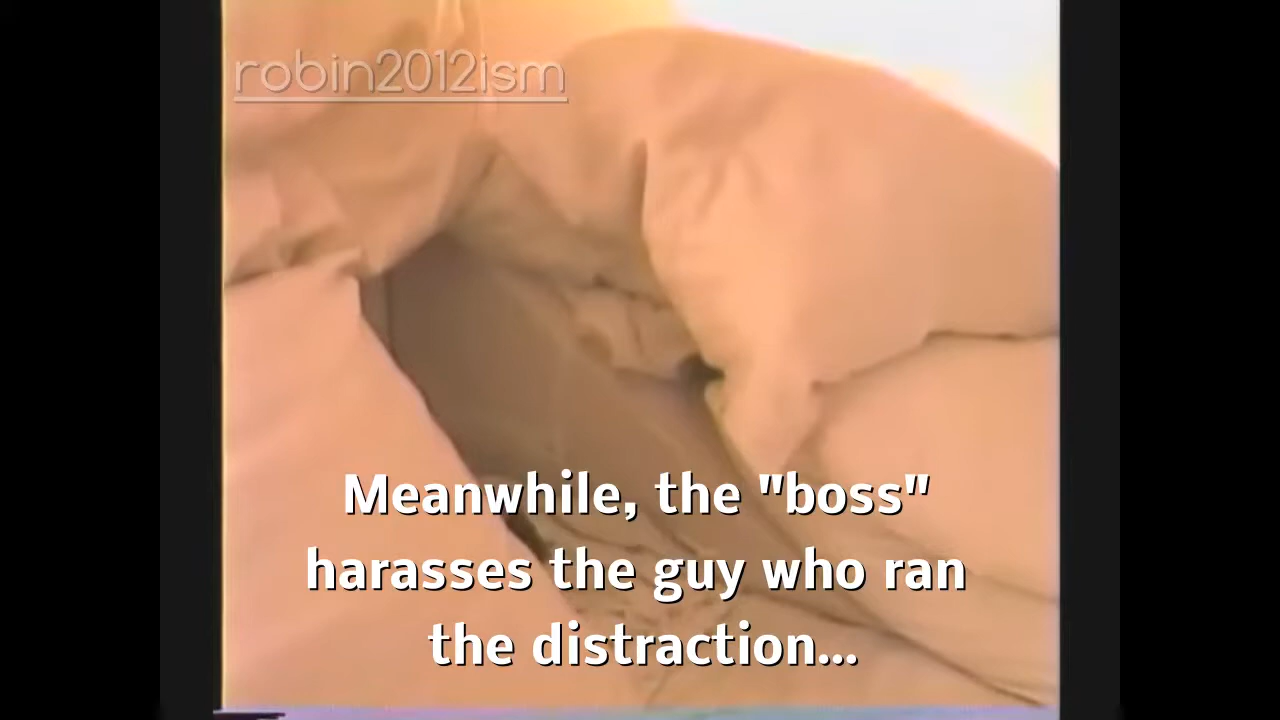 robin2012ism
Meanwhile, the "boss"
harasses the guy who ran
the distraction...